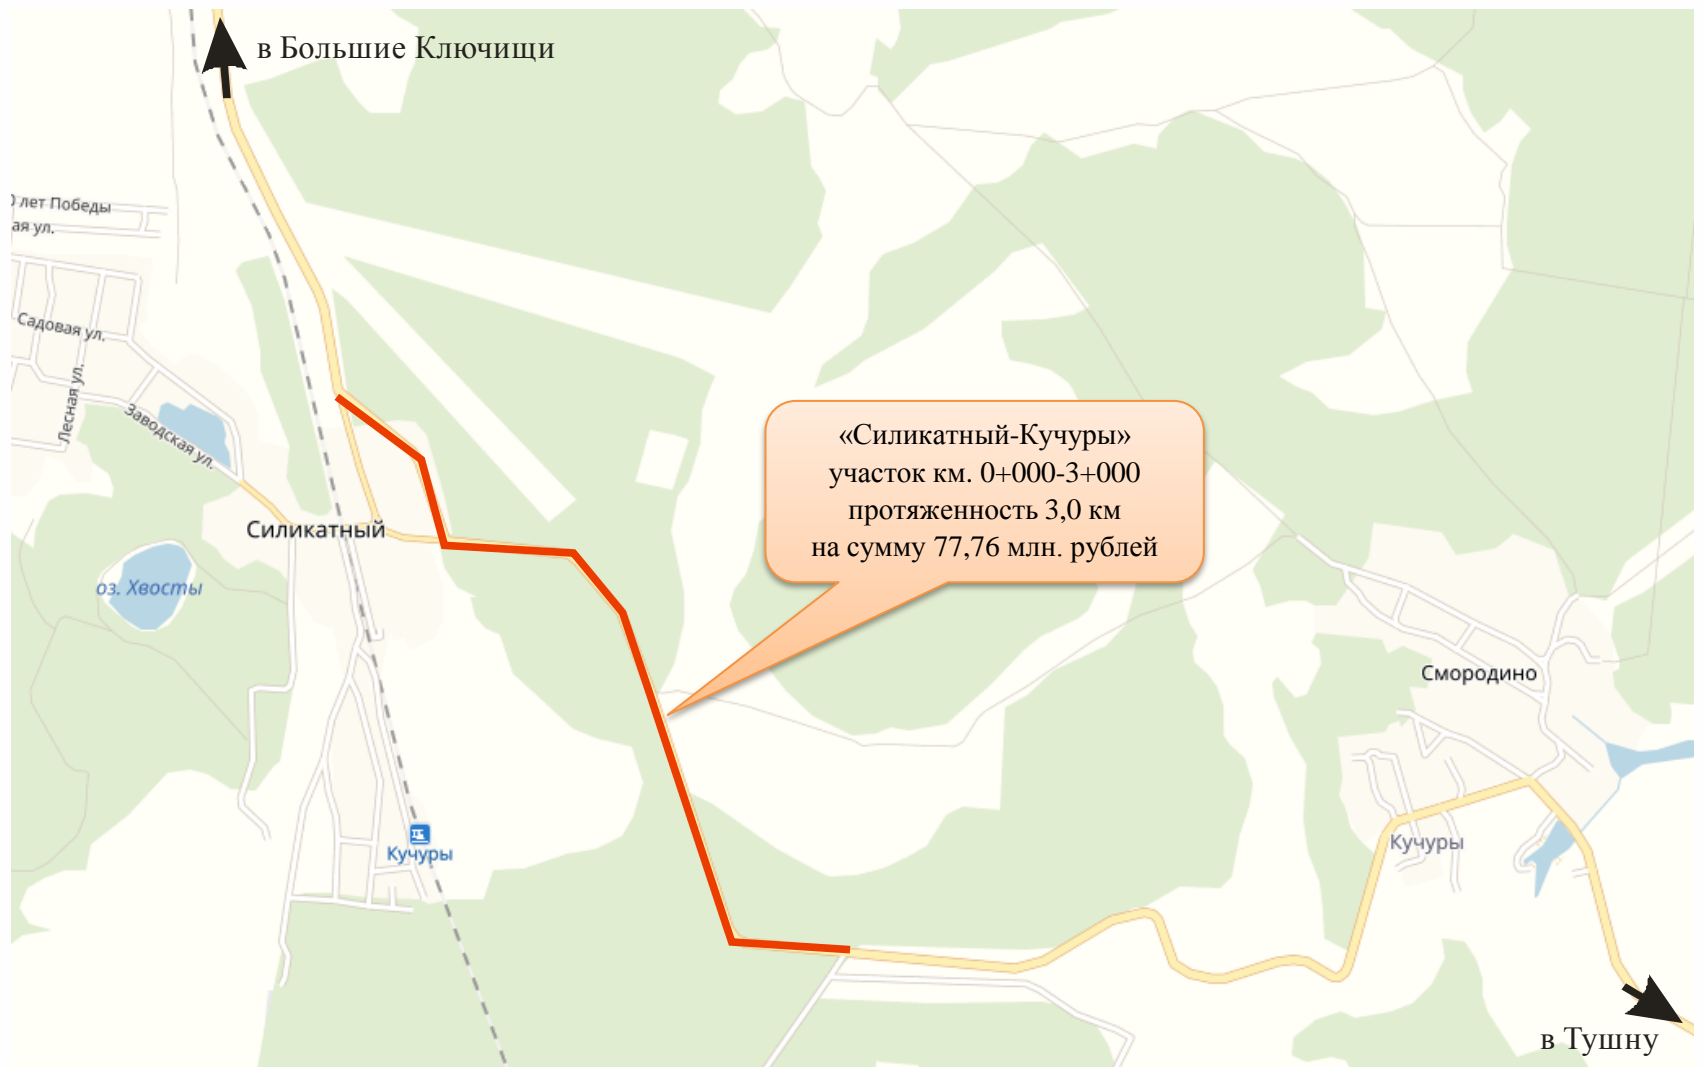 в Большие Ключищи
0 лет Победы
ая ул.
Садовая ул.
Лесная ул.
Заводская ул.
«Силикатный-Кучуры»
участок км. 0+000-3+000
протяженность 3,0 км
на сумму 77,76 млн. рублей
Силикатный
оз. Хвосты
Смородино
Кучуры
Кучуры
в Тушну